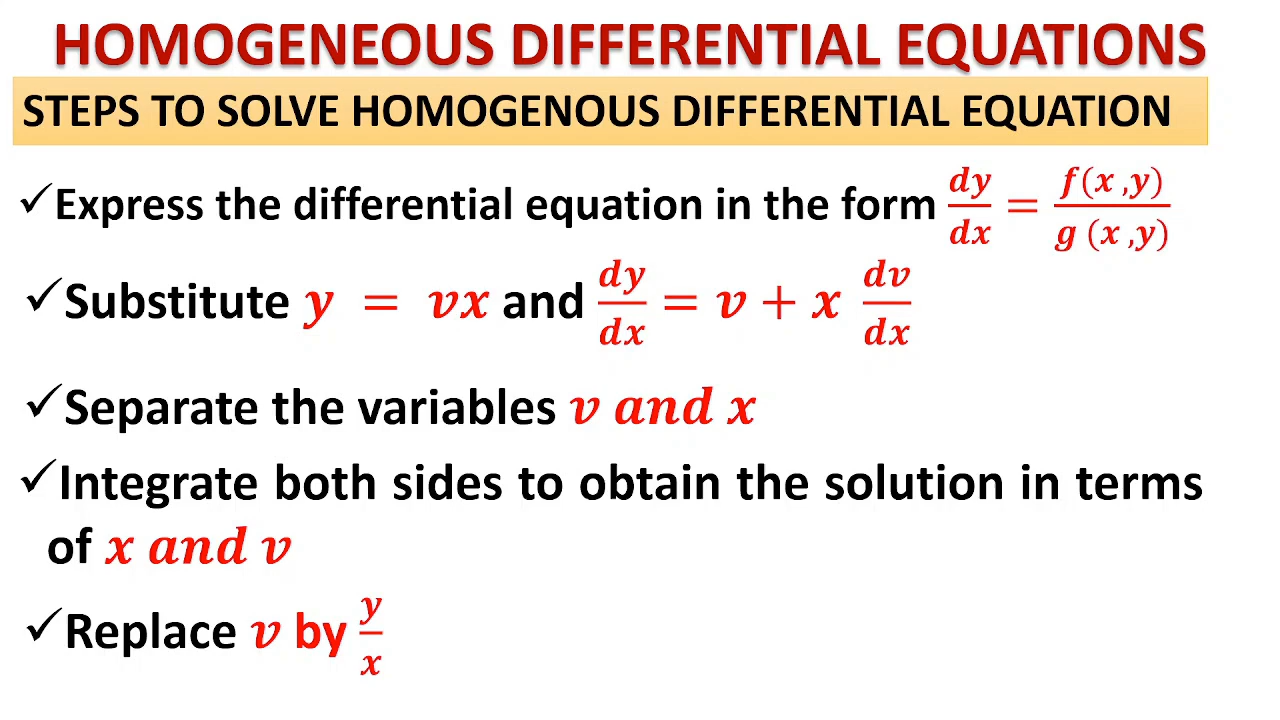 HOMOGENEOUS DIFFERENTIAL EQUATIONS
STEPS TO SOLVE HOMOGENOUS DIFFERENTIAL EQUATION
✓Express the differential equation in the form dy/dx = f(x ,y)/g (x ,y)
✓Substitute y = vx and dy/dx = v + x dv/dx
✓Separate the variables v and x
✓Integrate both sides to obtain the solution in terms
of x and v
✓Replace v by y/x